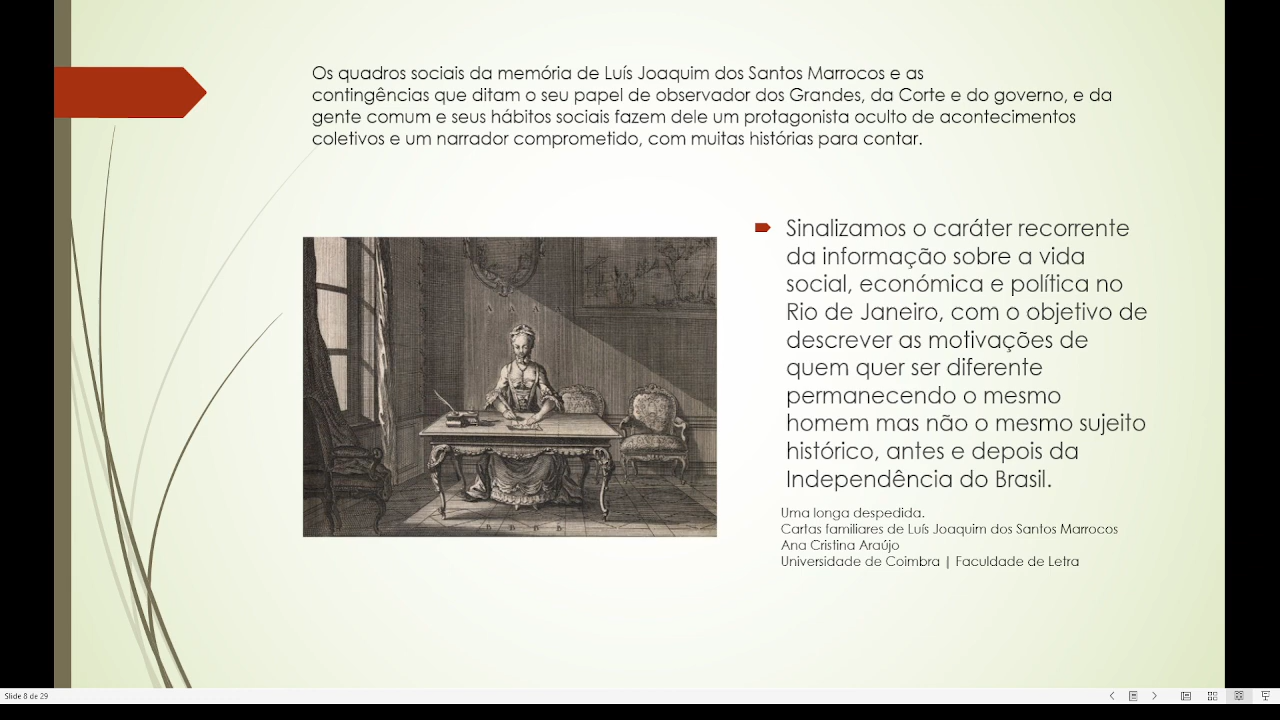 Os quadros sociais da memória de Luís Joaquim dos Santos Marrocos e as
contingências que ditam o seu papel de observador dos Grandes, da Corte e do governo, e da
gente comum e seus hábitos sociais fazem dele um protagonista oculto de acontecimentos
coletivos e um narrador comprometido, com muitas histórias para contar.
Sinalizamos o caráter recorrente
da informação sobre a vida
social, económica e política no
Rio de Janeiro, com o objetivo de
descrever as motivações de
quem quer ser diferente
permanecendo o mesmo
homem mas não o mesmo sujeito
histórico, antes e depois da
Independência do Brasil.
Uma longa despedida.
Cartas familiares de Luís Joaquim dos Santos Marrocos
Ana Cristina Araújo
Universidade de Coimbra | Faculdade de Letra
Slide 8 de 29